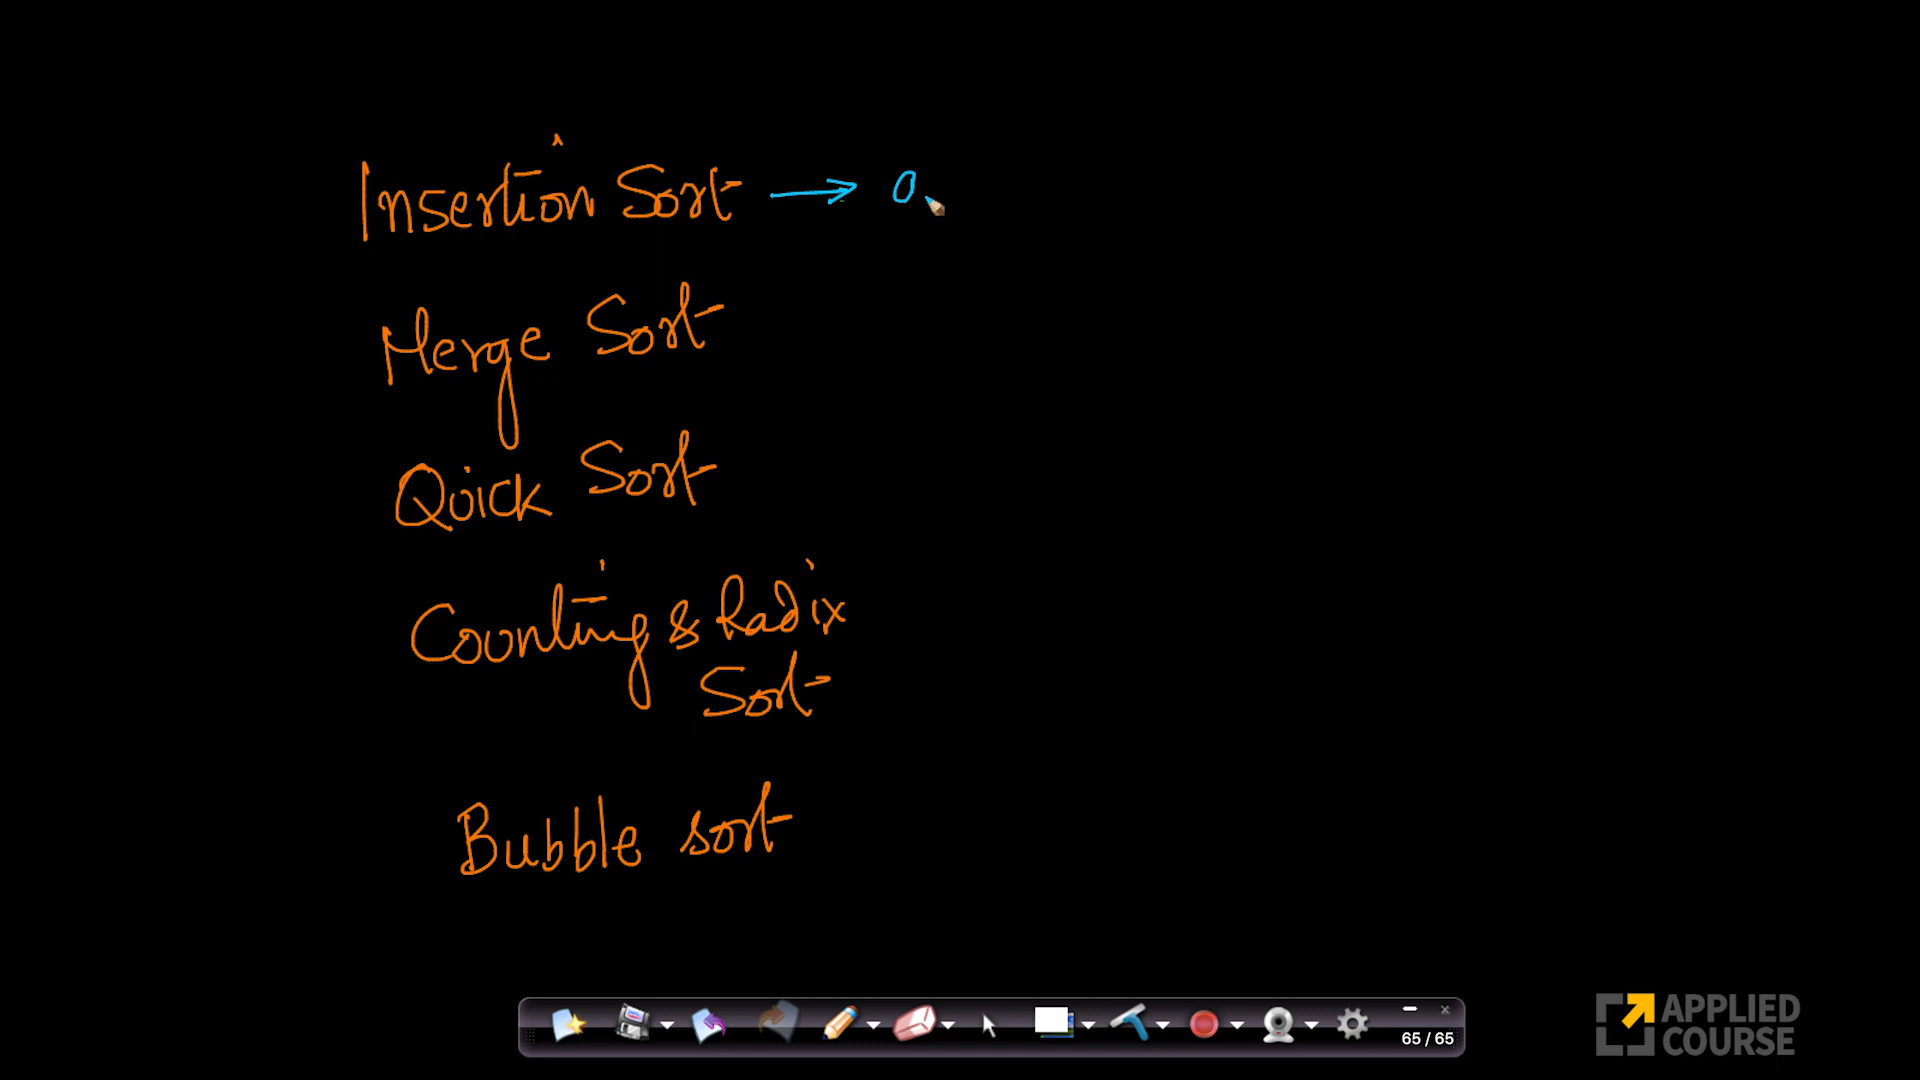 Insertion Sort → O
Merge Sort
Quick Sort
Counting & Radix
Sort
Bubble sort
65 / 65
APPLIED
COURSE